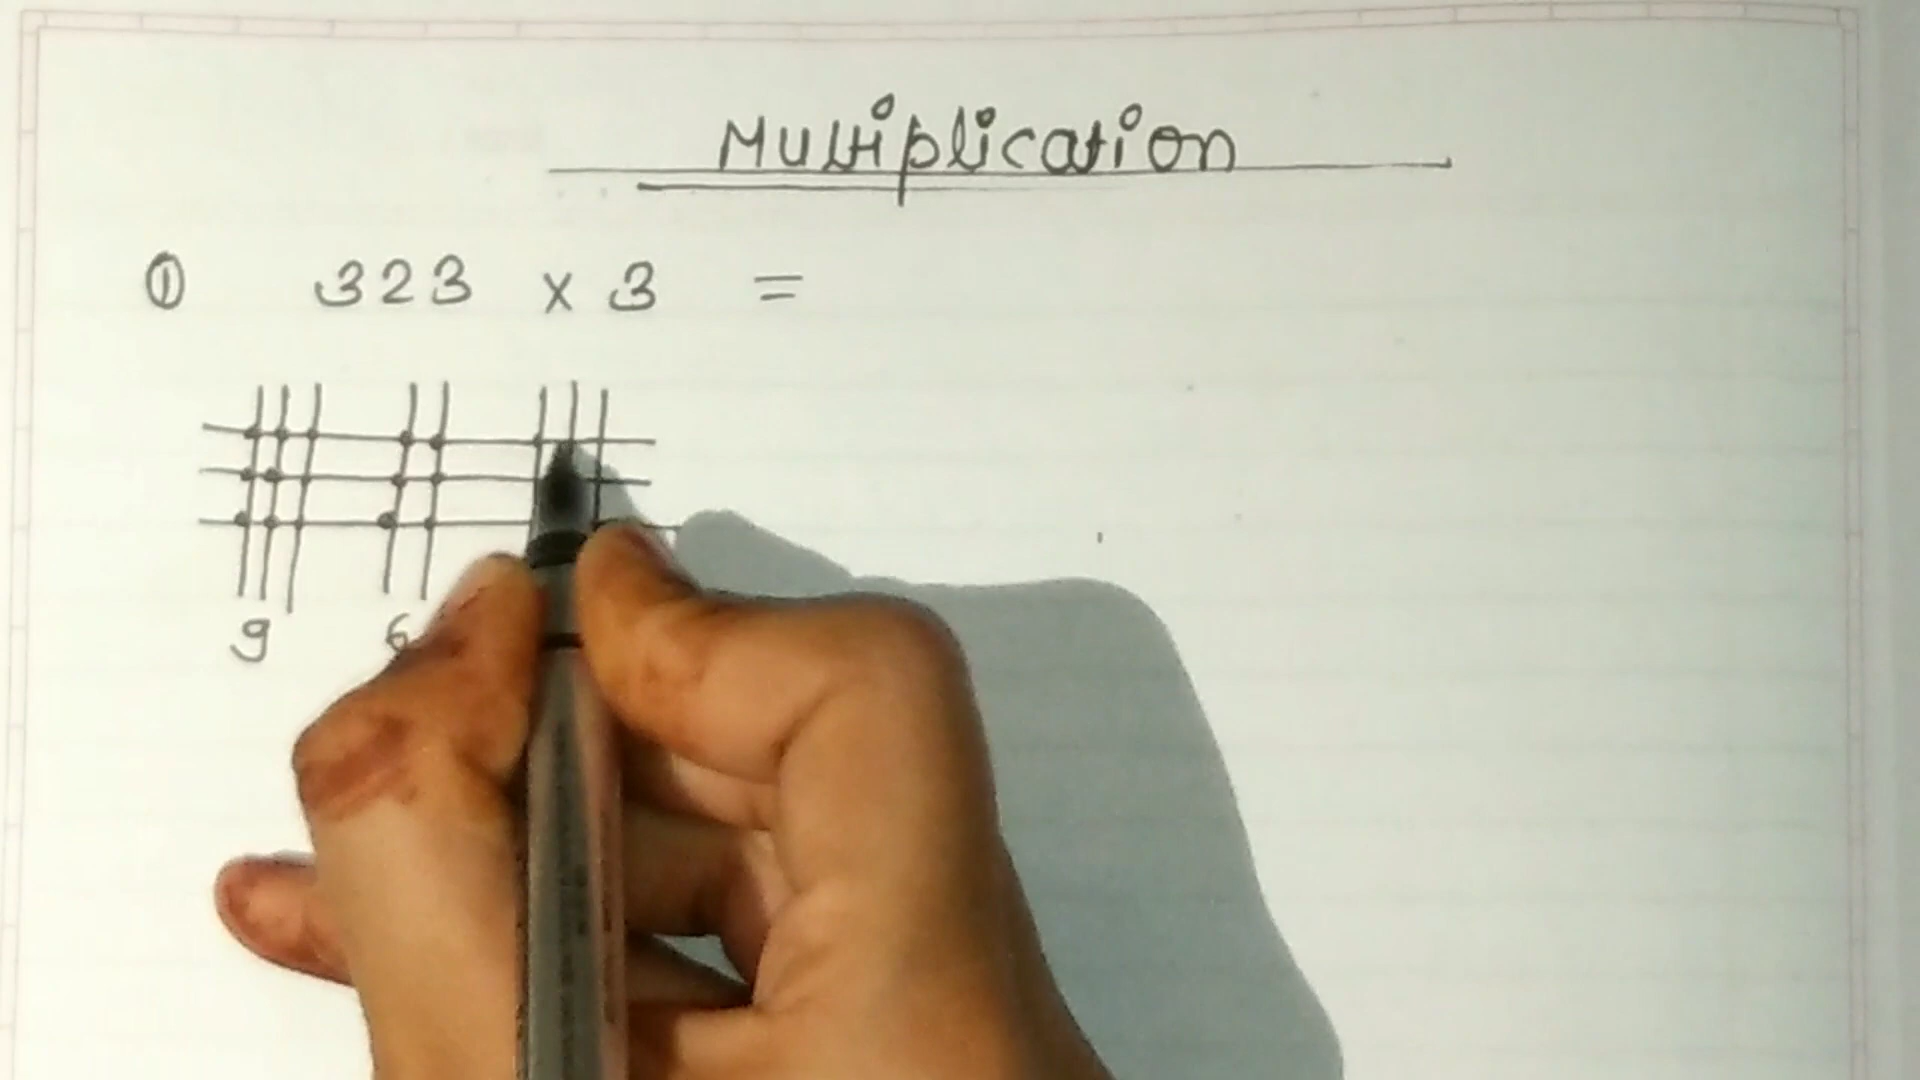 Multiplication
① 323 × 3 =
9 6